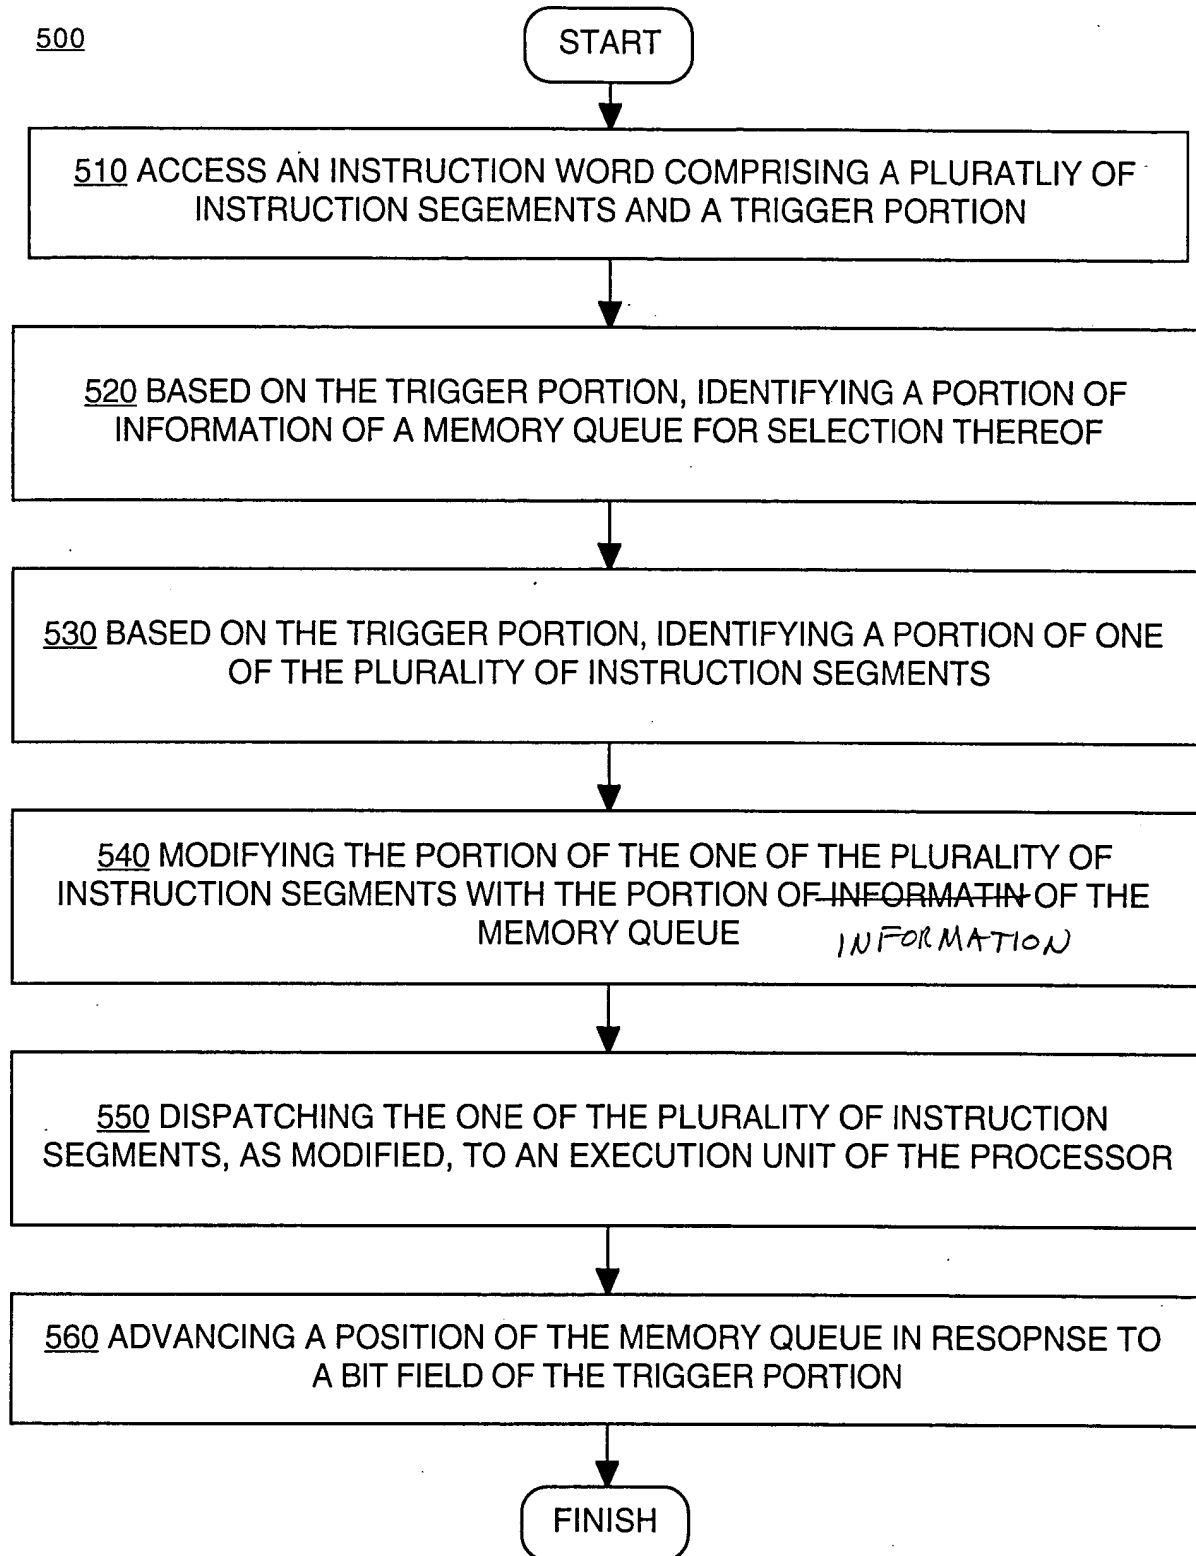 500
START
510 ACCESS AN INSTRUCTION WORD COMPRISING A PLURATLIY OF
INSTRUCTION SEGEMENTS AND A TRIGGER PORTION
520 BASED ON THE TRIGGER PORTION, IDENTIFYING A PORTION OF
INFORMATION OF A MEMORY QUEUE FOR SELECTION THEREOF
530 BASED ON THE TRIGGER PORTION, IDENTIFYING A PORTION OF ONE
OF THE PLURALITY OF INSTRUCTION SEGMENTS
540 MODIFYING THE PORTION OF THE ONE OF THE PLURALITY OF
INSTRUCTION SEGMENTS WITH THE PORTION OF INFORMATIN OF THE
MEMORY QUEUE INFORMATION
550 DISPATCHING THE ONE OF THE PLURALITY OF INSTRUCTION
SEGMENTS, AS MODIFIED, TO AN EXECUTION UNIT OF THE PROCESSOR
560 ADVANCING A POSITION OF THE MEMORY QUEUE IN RESOPNSE TO
A BIT FIELD OF THE TRIGGER PORTION
FINISH